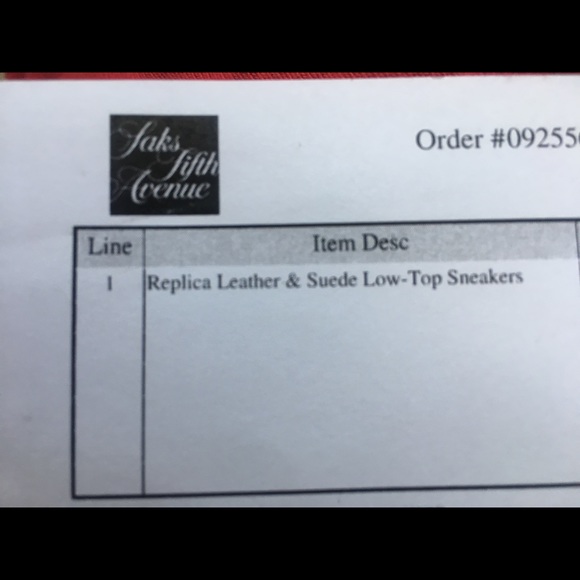 Saks
Fifth
Avenue
Order #09255
Line Item Desc
1 Replica Leather & Suede Low-Top Sneakers